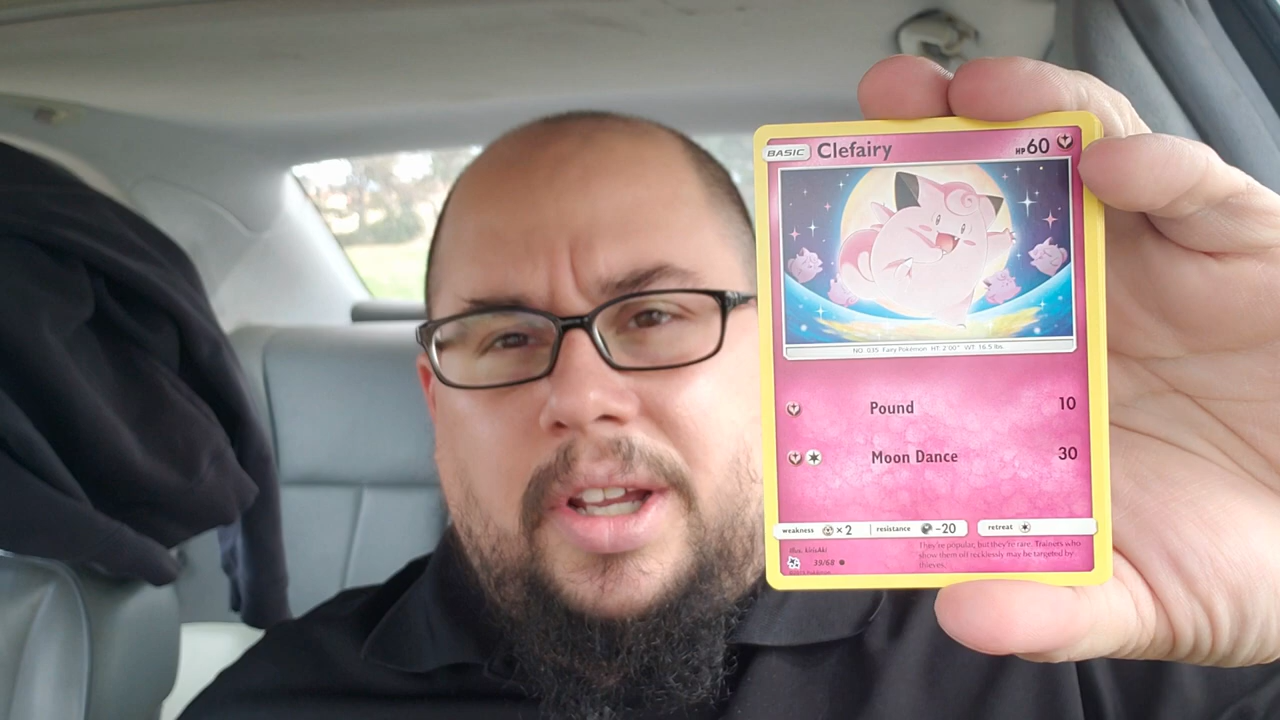 BASIC Clefairy HP 60
NO. 035 Fairy Pokémon HT: 2'00" WT: 16.5 lbs.
Pound 10
Moon Dance 30
weakness ×2 resistance -20 retreat
Illus. kirisAki
They're popular, but they're rare. Trainers who
show them off recklessly may be targeted by
thieves.
39/68